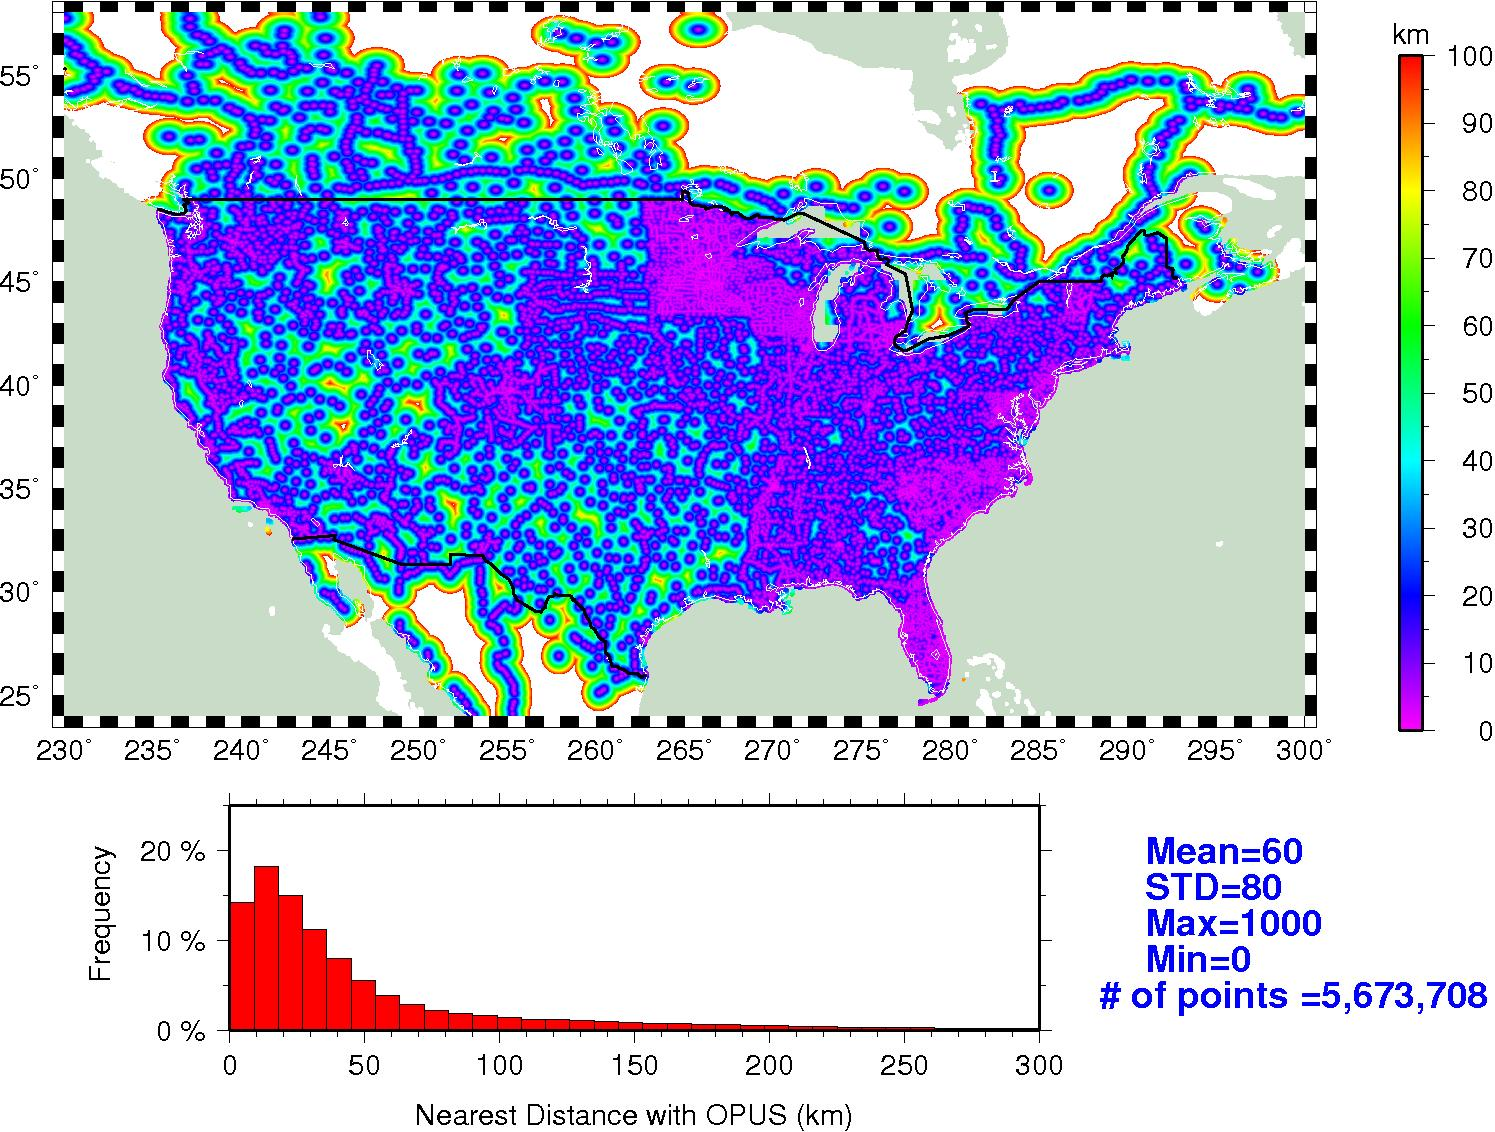 km
100
90
80
70
60
50
40
30
20
10
0
55°
50°
45°
40°
35°
30°
25°
230° 235° 240° 245° 250° 255° 260° 265° 270° 275° 280° 285° 290° 295° 300°
Frequency
20 %
10 %
0 %
0 50 100 150 200 250 300
Nearest Distance with OPUS (km)
Mean=60
STD=80
Max=1000
Min=0
# of points =5,673,708